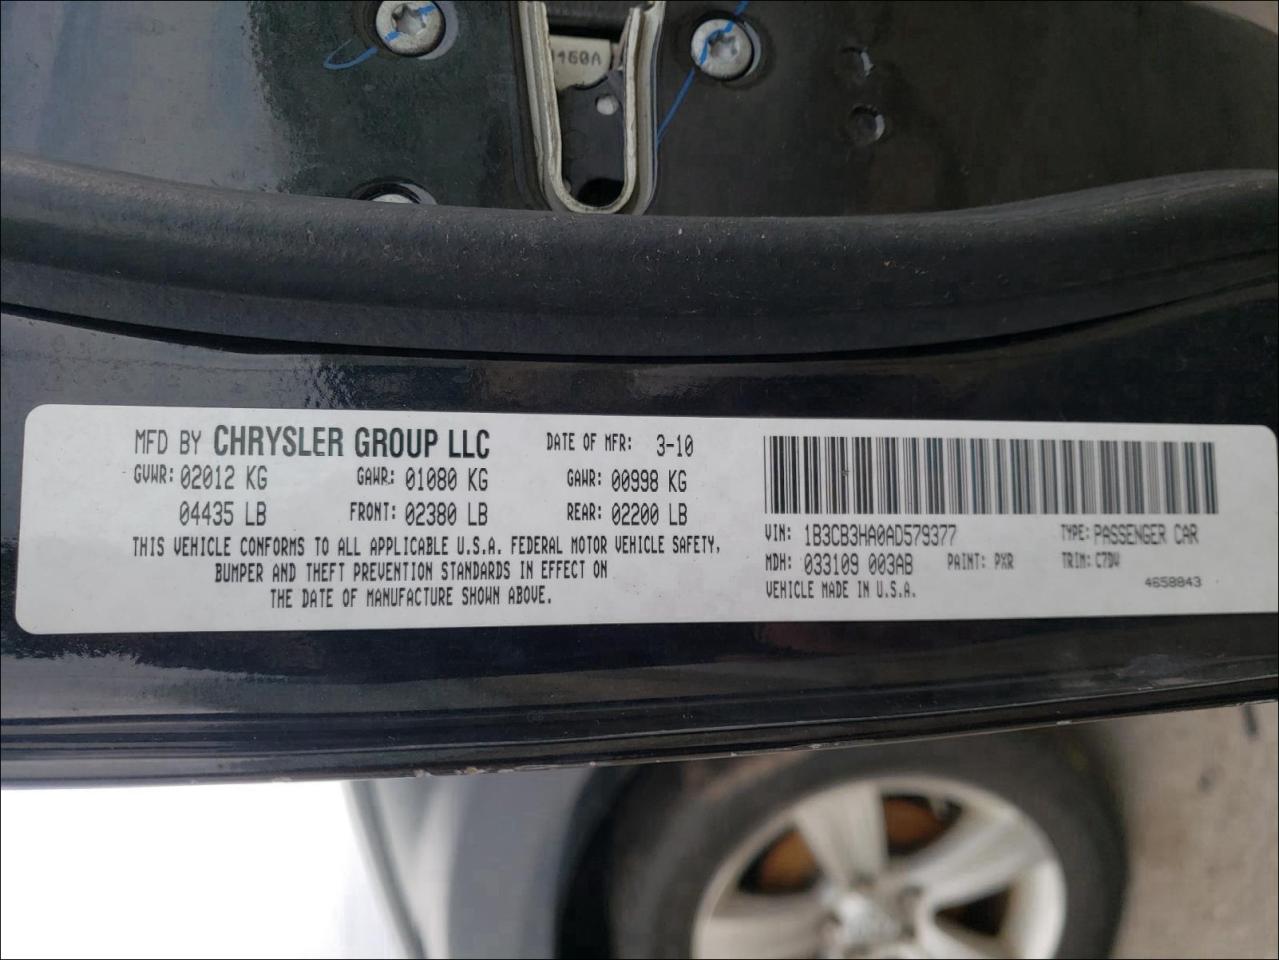 160A
MFD BY CHRYSLER GROUP LLC DATE OF MFR: 3-10
GVWR: 02012 KG GAWR: 01080 KG GAWR: 00998 KG
04435 LB FRONT: 02380 LB REAR: 02200 LB
THIS VEHICLE CONFORMS TO ALL APPLICABLE U.S.A. FEDERAL MOTOR VEHICLE SAFETY,
BUMPER AND THEFT PREVENTION STANDARDS IN EFFECT ON
THE DATE OF MANUFACTURE SHOWN ABOVE.
VIN: 1B3CB3HA0AD579377 TYPE: PASSENGER CAR
MDH: 033109 003AB PAINT: PXR TRIM: C7DV
VEHICLE MADE IN U.S.A. 4658843